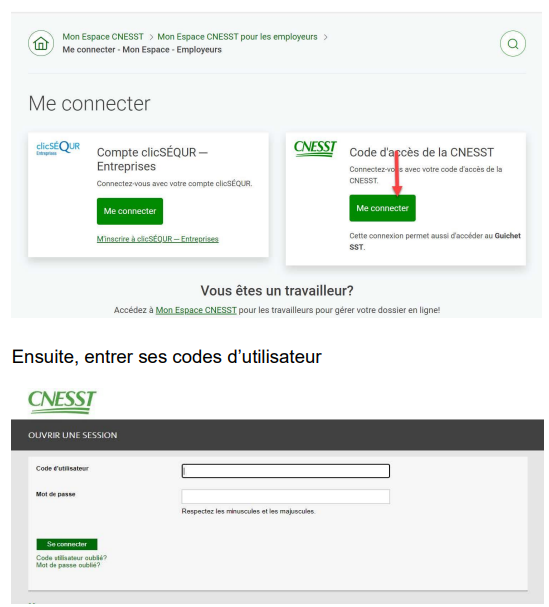 Mon Espace CNESST > Mon Espace CNESST pour les employeurs >
Me connecter - Mon Espace - Employeurs
Me connecter
clicSÉQUR
Entreprises
Compte clicSÉQUR —
Entreprises
Connectez-vous avec votre compte clicSÉQUR.
Me connecter
M'inscrire à clicSÉQUR — Entreprises
CNESST
Code d'accès de la CNESST
Connectez-vous avec votre code d'accès de la
CNESST.
Me connecter
Cette connexion permet aussi d'accéder au Guichet
SST.
Vous êtes un travailleur?
Accédez à Mon Espace CNESST pour les travailleurs pour gérer votre dossier en ligne!
Ensuite, entrer ses codes d'utilisateur
CNESST
OUVRIR UNE SESSION
Code d'utilisateur
Mot de passe
Respectez les minuscules et les majuscules.
Se connecter
Code utilisateur oublié?
Mot de passe oublié?